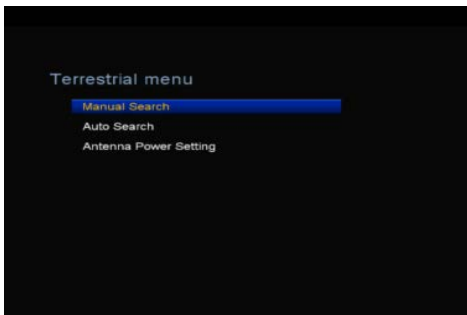 Terrestrial menu
Manual Search
Auto Search
Antenna Power Setting